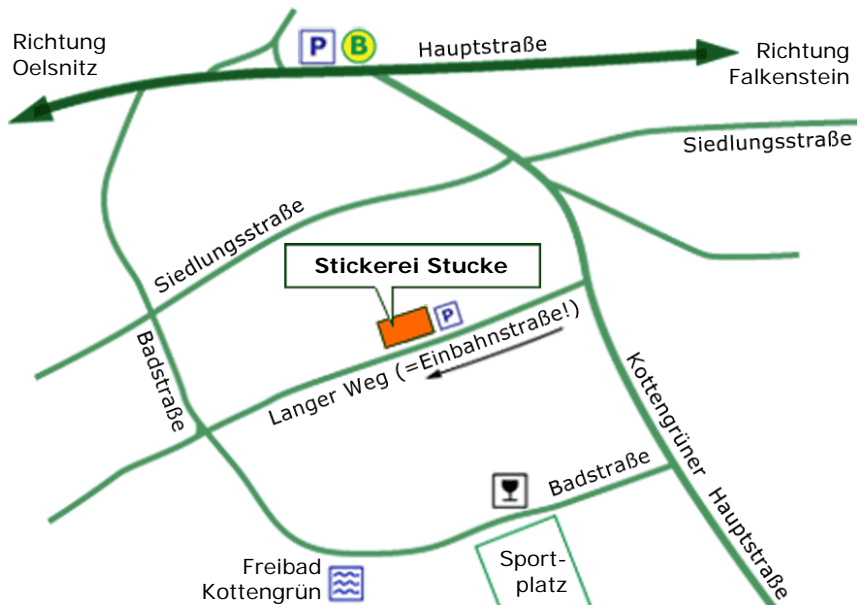 Richtung
Oelsnitz
P
B
Hauptstraße
Richtung
Falkenstein
Siedlungsstraße
Siedlungsstraße
Stickerei Stucke
P
Langer Weg (=Einbahnstraße!)
Badstraße
Kottengrüner Hauptstraße
Badstraße
Freibad
Kottengrün
Sport-
platz